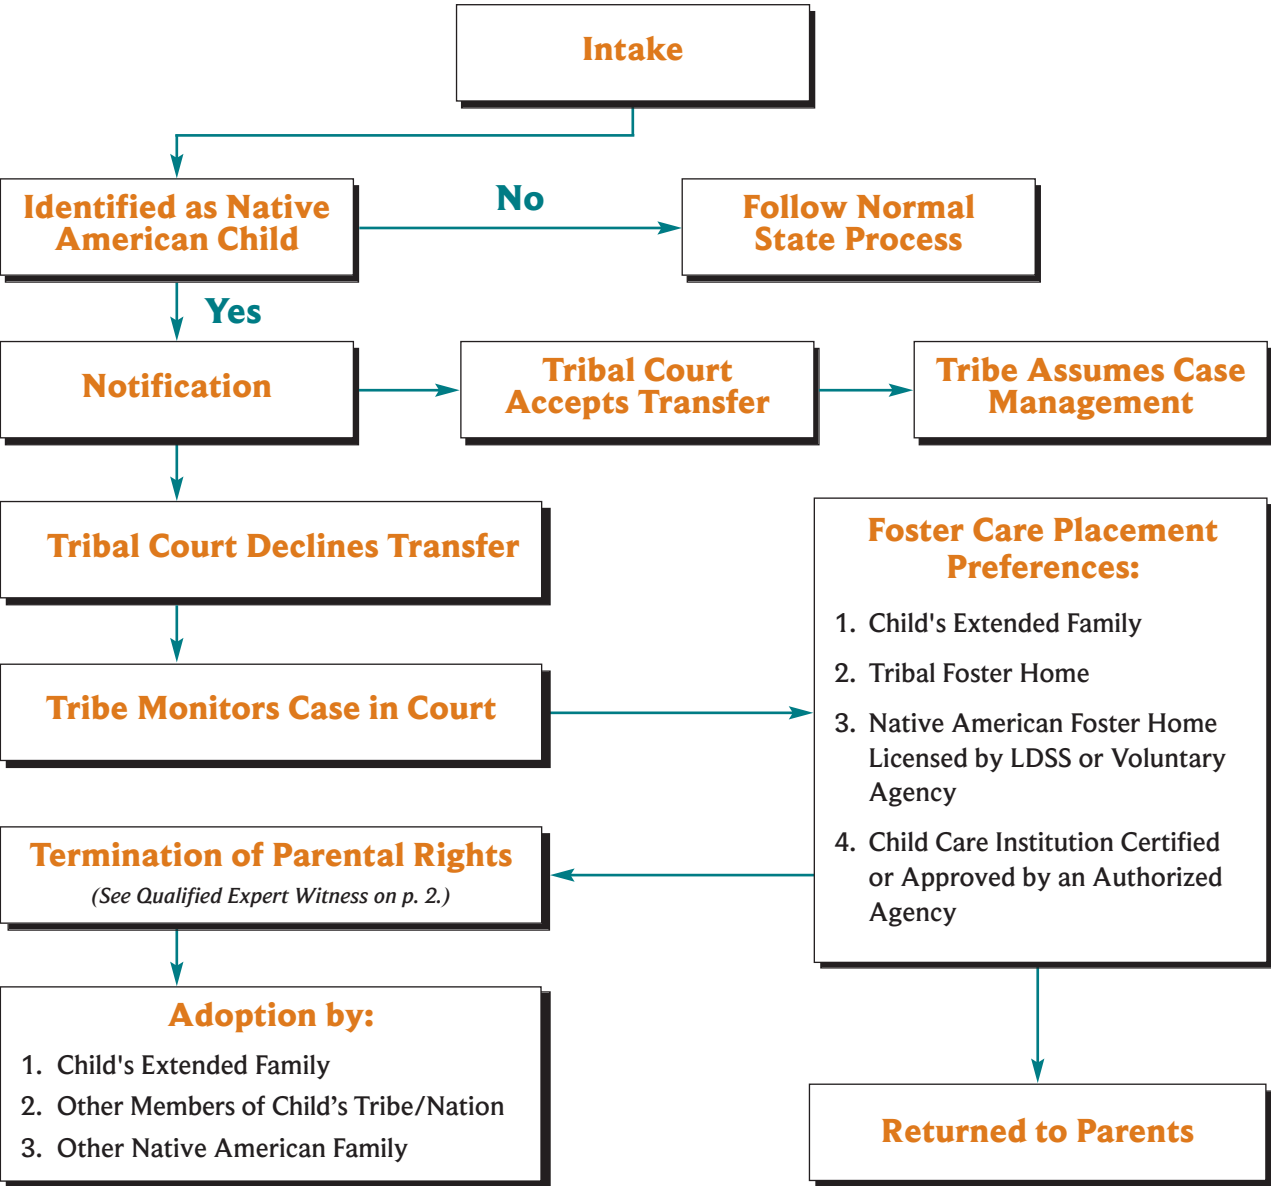 Intake
Identified as Native
American Child
No
Follow Normal
State Process
Yes
Notification
Tribal Court
Accepts Transfer
Tribe Assumes Case
Management
Tribal Court Declines Transfer
Tribe Monitors Case in Court
Foster Care Placement
Preferences:
1. Child's Extended Family
2. Tribal Foster Home
3. Native American Foster Home
Licensed by LDSS or Voluntary
Agency
4. Child Care Institution Certified
or Approved by an Authorized
Agency
Termination of Parental Rights
(See Qualified Expert Witness on p. 2.)
Adoption by:
1. Child's Extended Family
2. Other Members of Child’s Tribe/Nation
3. Other Native American Family
Returned to Parents